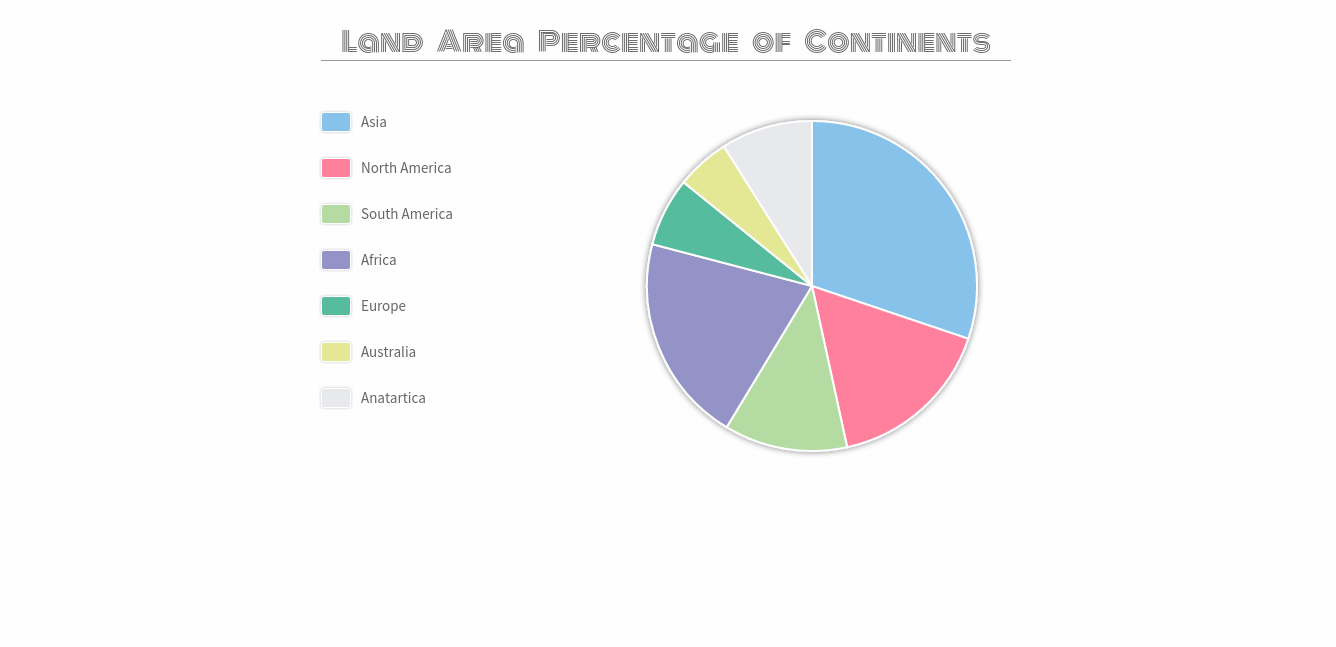 Land Area Percentage of Continents
Asia
North America
South America
Africa
Europe
Australia
Anatartica